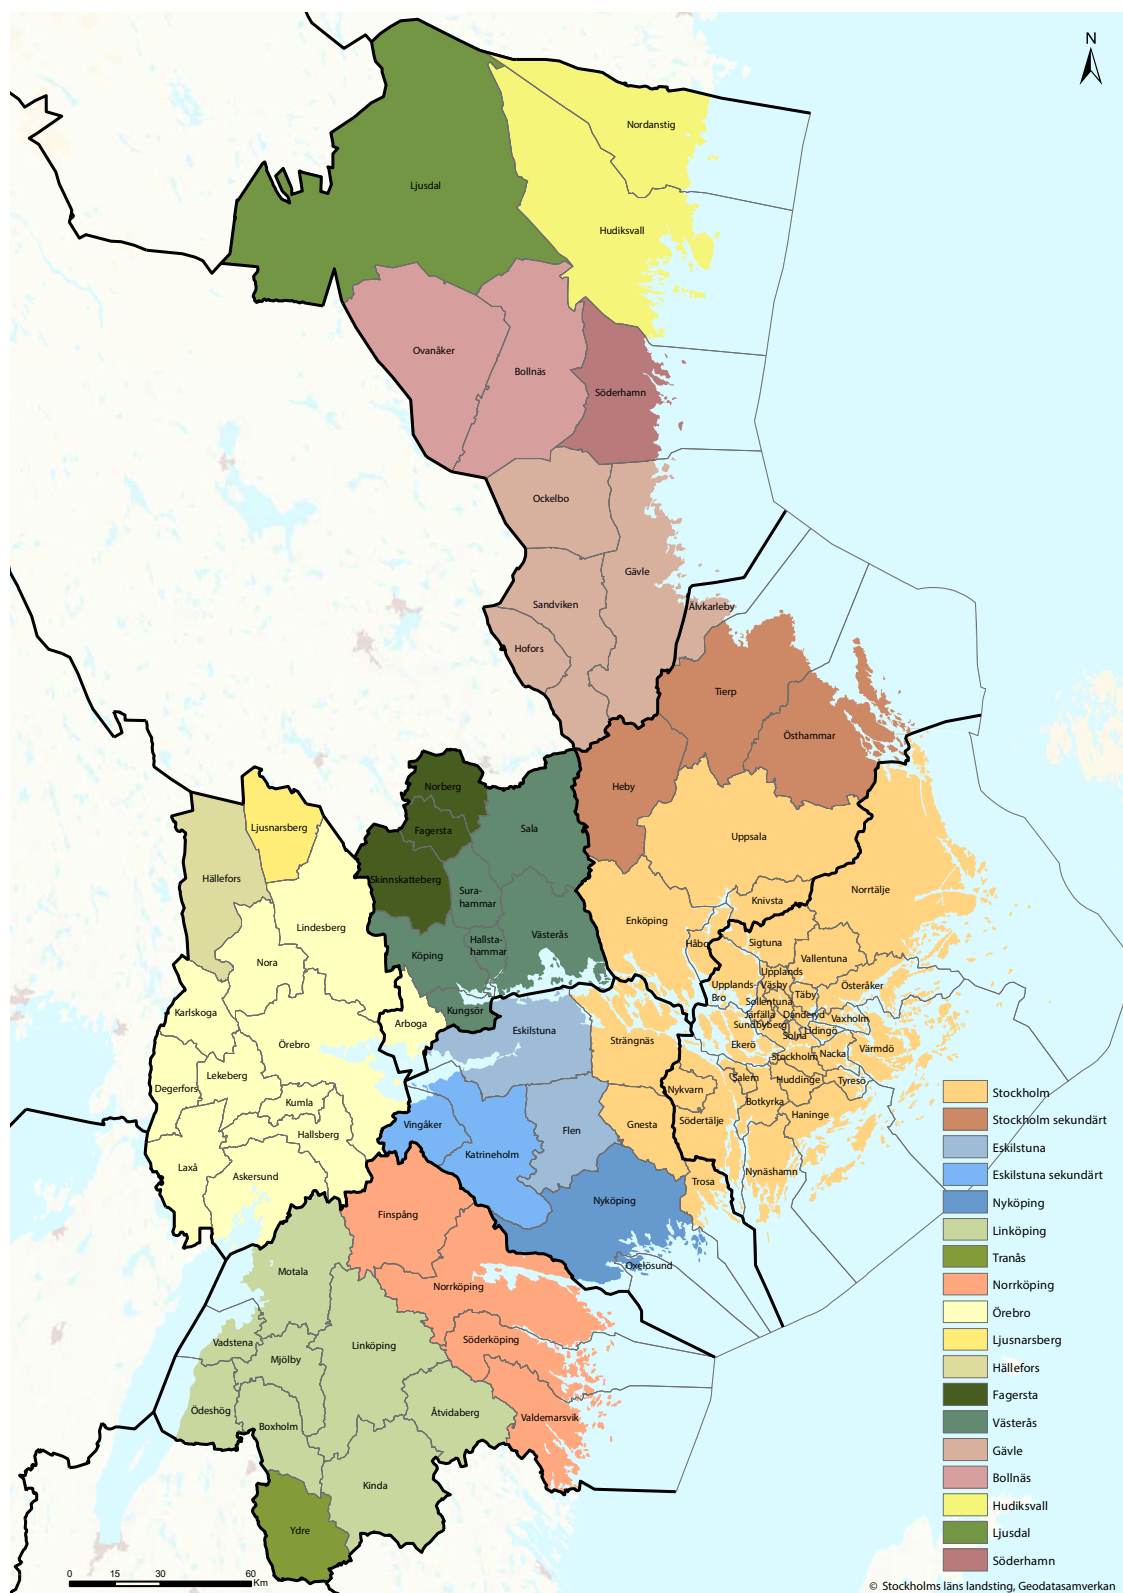 N
Nordanstig
Ljusdal
Hudiksvall
Ovanåker
Bollnäs
Söderhamn
Ockelbo
Gävle
Sandviken
Älvkarleby
Hofors
Tierp
Östhammar
Norberg
Heby
Ljusnarsberg
Fagersta
Sala
Uppsala
Hällefors
Skinnskatteberg
Norrtälje
Sura-
hammar
Knivsta
Lindesberg
Enköping
Västerås
Hallsta-
hammar
Håbo
Sigtuna
Köping
Nora
Vallentuna
Upplands
Väsby
Upplands-
Bro
Österåker
Täby
Sollentuna
Karlskoga
Kungsör
Järfälla
Danderyd
Vaxholm
Arboga
Eskilstuna
Sundbyberg
Lidingö
Solna
Örebro
Strängnäs
Ekerö
Nacka
Värmdö
Stockholm
Lekeberg
Degerfors
Nykvarn
Salem
Huddinge
Tyresö
Kumla
Botkyrka
Haninge
Vingåker
Flen
Gnesta
Södertälje
Hallsberg
Katrineholm
Laxå
Askersund
Nynäshamn
Trosa
Nyköping
Finspång
Motala
Oxelösund
Norrköping
Vadstena
Linköping
Söderköping
Mjölby
Ödeshög
Åtvidaberg
Valdemarsvik
Boxholm
Kinda
Ydre
Stockholm
Stockholm sekundärt
Eskilstuna
Eskilstuna sekundärt
Nyköping
Linköping
Tranås
Norrköping
Örebro
Ljusnarsberg
Hällefors
Fagersta
Västerås
Gävle
Bollnäs
Hudiksvall
Ljusdal
Söderhamn
0 15 30 60
Km
© Stockholms läns landsting, Geodatasamverkan